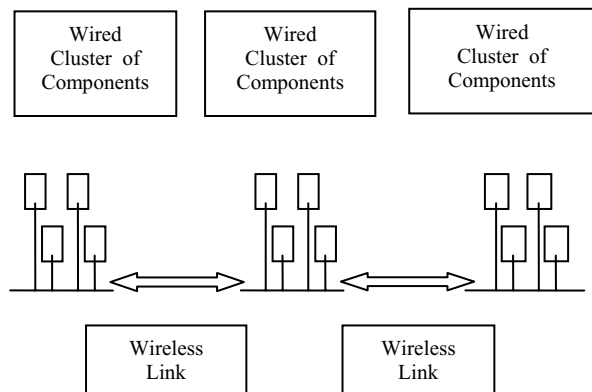 Wired
Cluster of
Components
Wired
Cluster of
Components
Wired
Cluster of
Components
Wireless
Link
Wireless
Link